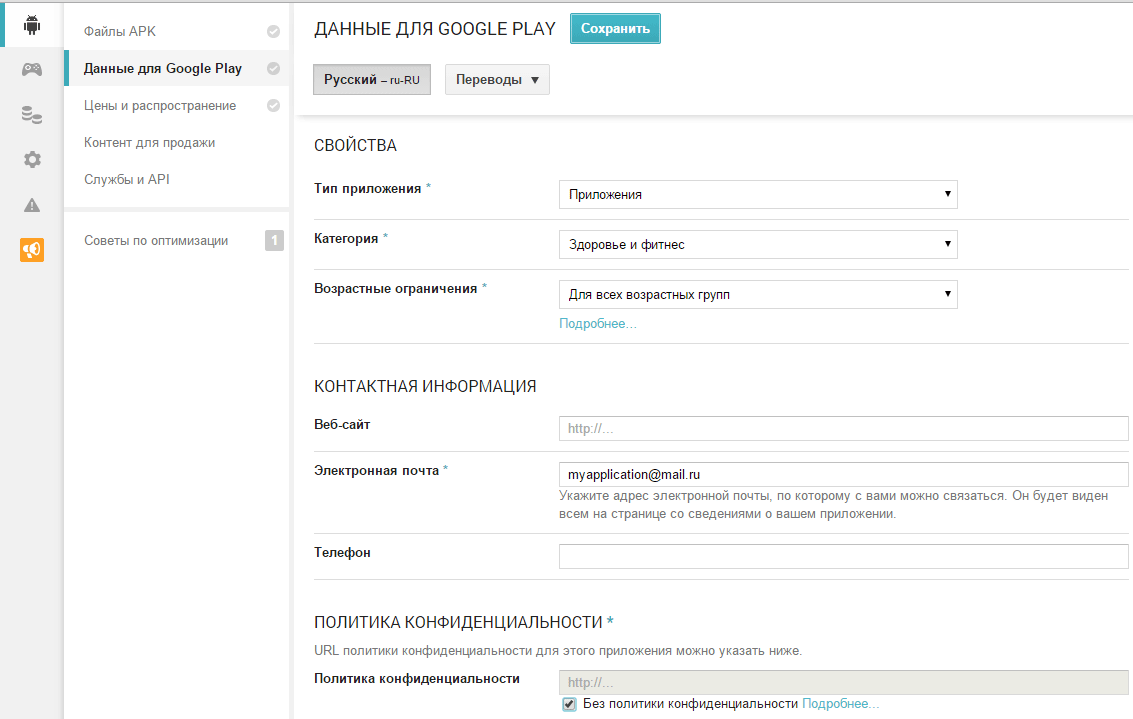 Файлы APK
Данные для Google Play
Цены и распространение
Контент для продажи
Службы и API
Советы по оптимизации 1
ДАННЫЕ ДЛЯ GOOGLE PLAY Сохранить
Русский – ru-RU Переводы ▼
СВОЙСТВА
Тип приложения * Приложения
Категория * Здоровье и фитнес
Возрастные ограничения * Для всех возрастных групп
Подробнее...
КОНТАКТНАЯ ИНФОРМАЦИЯ
Веб-сайт http://...
Электронная почта * myapplication@mail.ru
Укажите адрес электронной почты, по которому с вами можно связаться. Он будет виден
всем на странице со сведениями о вашем приложении.
Телефон
ПОЛИТИКА КОНФИДЕНЦИАЛЬНОСТИ *
URL политики конфиденциальности для этого приложения можно указать ниже.
Политика конфиденциальности http://...
Без политики конфиденциальности Подробнее...